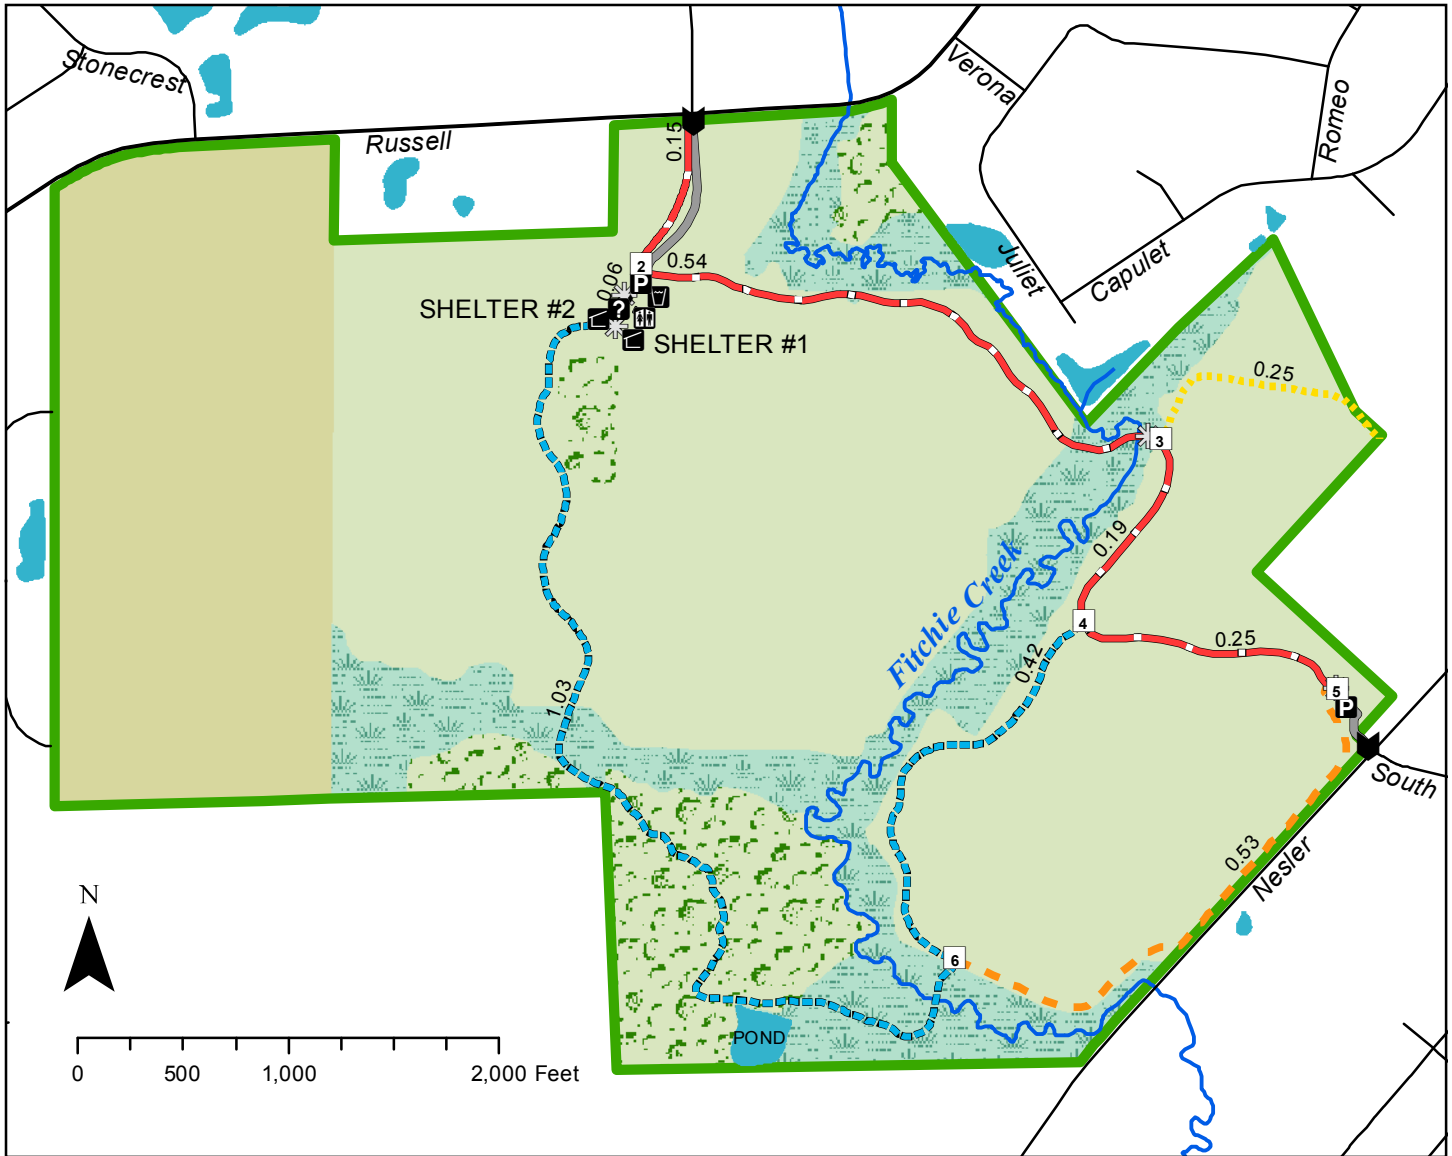 Stonecrest
Russell
Verona
Romeo
Juliet
Capulet
0.15
2
0.54
P
0.06
?
SHELTER #2
SHELTER #1
0.25
3
0.19
Fitchie Creek
4
0.42
0.25
5
P
1.03
South
0.53
Nesler
6
POND
N
0 500 1,000 2,000 Feet